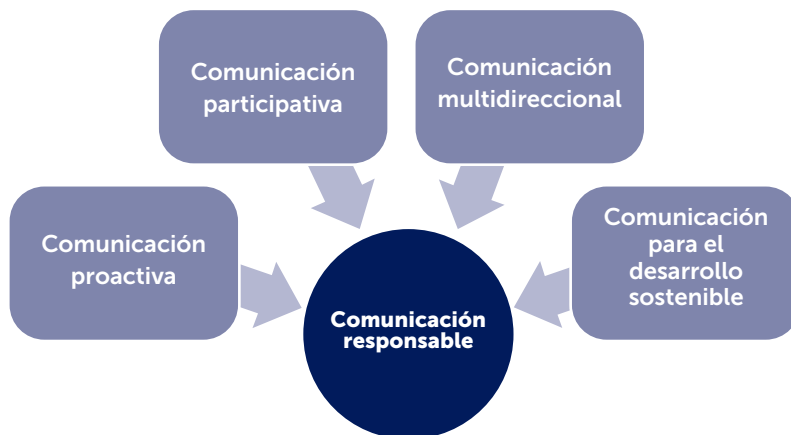 Comunicación
participativa
Comunicación
multidireccional
Comunicación
proactiva
Comunicación
para el
desarrollo
sostenible
Comunicación
responsable